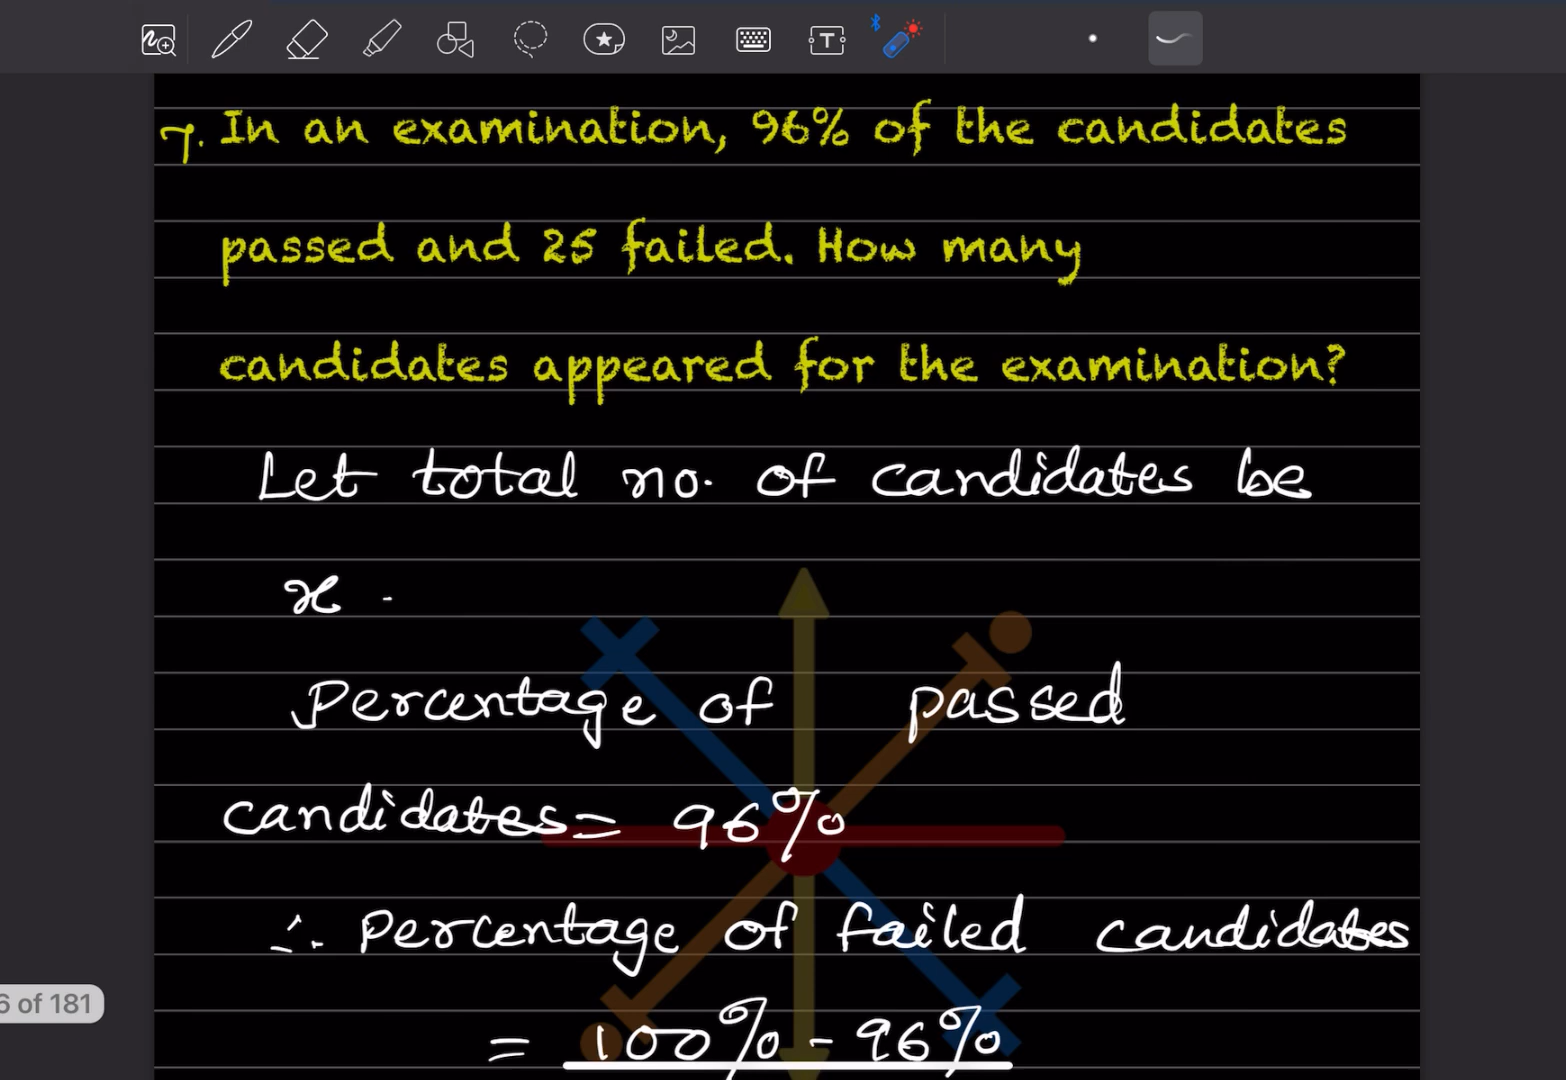 7. In an examination, 96% of the candidates
passed and 25 failed. How many
candidates appeared for the examination?
Let total no. of candidates be
x.
Percentage of passed
candidates = 96%
∴ Percentage of failed candidates
= 100% - 96%
6 of 181